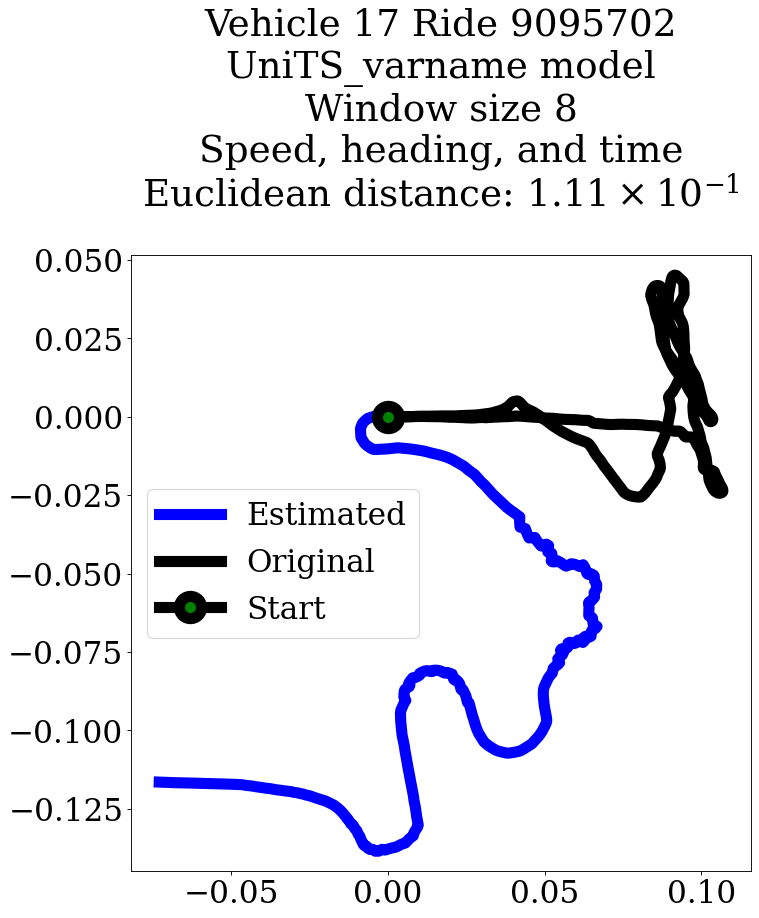 Vehicle 17 Ride 9095702
UniTS_varname model
Window size 8
Speed, heading, and time
Euclidean distance: 1.11 × 10⁻¹
0.050
0.025
0.000
−0.025
−0.050
−0.075
−0.100
−0.125
Estimated
Original
Start
−0.05
0.00
0.05
0.10